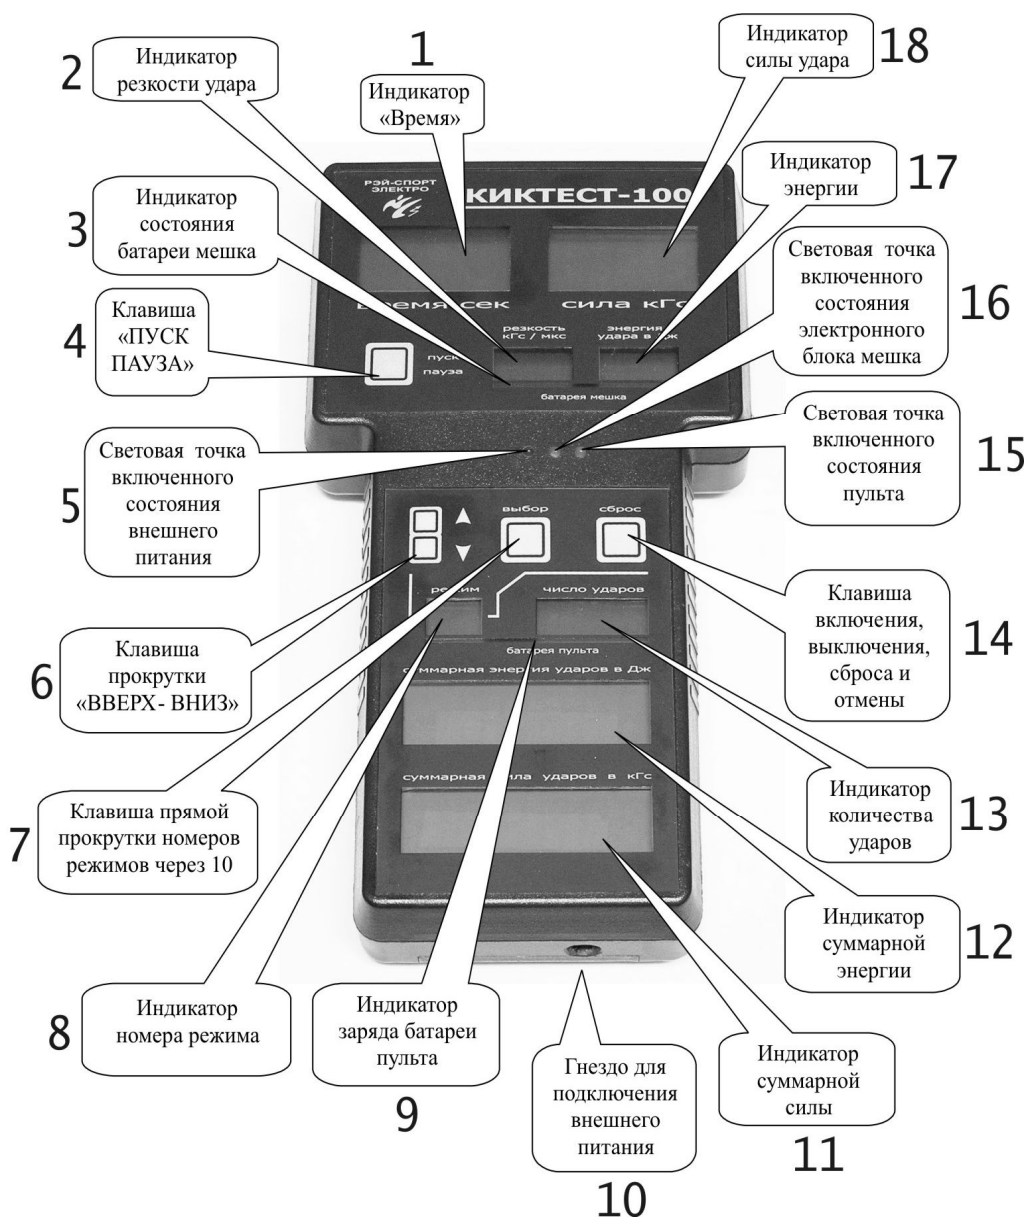 1
Индикатор
«Время»
2
Индикатор
резкости удара
3
Индикатор
состояния
батареи мешка
4
Клавиша
«ПУСК
ПАУЗА»
5
Световая точка
включенного
состояния
внешнего
питания
6
Клавиша
прокрутки
«ВВЕРХ- ВНИЗ»
7
Клавиша прямой
прокрутки номеров
режимов через 10
8
Индикатор
номера режима
9
Индикатор
заряда батареи
пульта
10
Гнездо для
подключения
внешнего
питания
11
Индикатор
суммарной
силы
12
Индикатор
суммарной
энергии
13
Индикатор
количества
ударов
14
Клавиша
включения,
выключения,
сброса и
отмены
15
Световая точка
включенного
состояния
пульта
16
Световая точка
включенного
состояния
электронного
блока мешка
17
Индикатор
энергии
18
Индикатор
силы удара
РЭЙ-СПОРТ
ЭЛЕКТРО
КИКТЕСТ-100
время сек
сила кГс
резкость
кГс / мкс
энергия
удара в Дж
пуск
пауза
батарея мешка
выбор
сброс
режим
число ударов
батарея пульта
суммарная энергия ударов в Дж
суммарная сила ударов в кГс